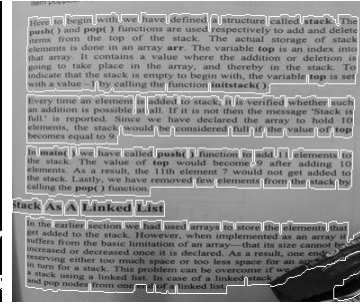 Here to begin with we have defined a structure called stack. The
push( ) and pop( ) functions are used respectively to add and delete
items from the top of the stack. The actual storage of stack
elements is done in an array arr. The variable top is an index into
that array. It contains a value where the addition or deletion is
going to take place in the array, and thereby in the stack. To
indicate that the stack is empty to begin with, the variable top is set
with a value –1 by calling the function initstack( ).
Every time an element is added to stack, it is verified whether such
an addition is possible at all. If it is not then the message 'Stack is
full.' is reported. Since we have declared the array to hold 10
elements, the stack would be considered full if the value of top
becomes equal to 9.
In main( ) we have called push( ) function to add 11 elements to
the stack. The value of top would become 9 after adding 10
elements. As a result, the 11th element 7 would not get added to
the stack. Lastly, we have removed few elements from the stack by
calling the pop( ) function.
Stack As A Linked List
In the earlier section we had used arrays to store the elements that
get added to the stack. However, when implemented as an array it
suffers from the basic limitation of an array—that its size cannot be
increased or decreased once it is declared. As a result, one ends
reserving either too much space or too less space for an
in turn for a stack. This problem can be overcome if we
a stack using a linked list. In case of a linked stack
and pop nodes from one of a linked list